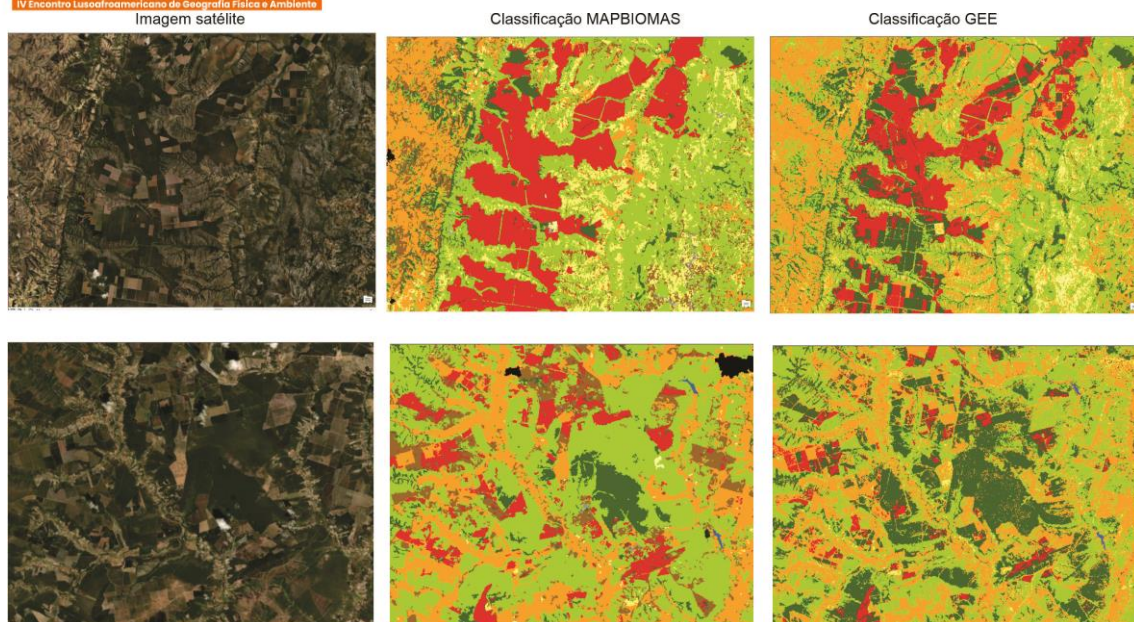 IV Encontro Lusoafroamericano de Geografia Física e Ambiente
Imagem satélite
Classificação MAPBIOMAS
Classificação GEE